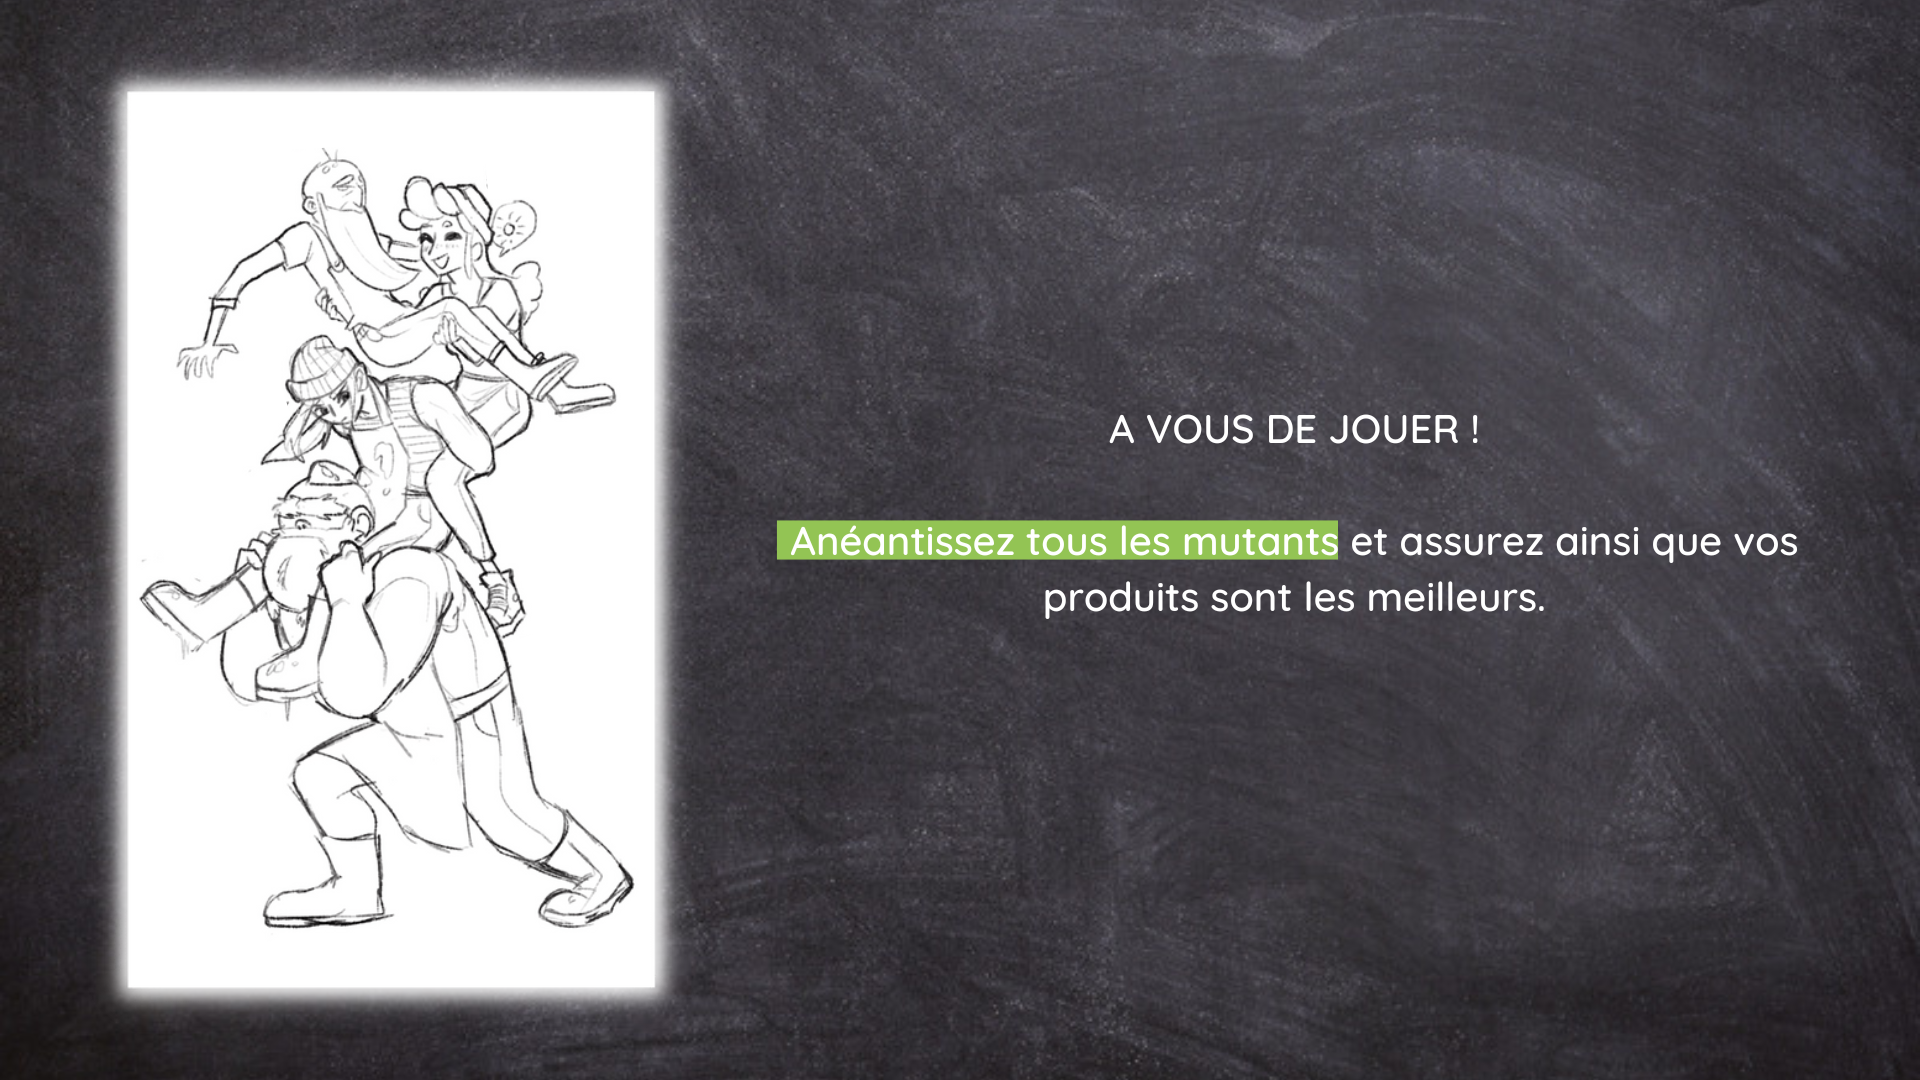 A VOUS DE JOUER !
Anéantissez tous les mutants et assurez ainsi que vos
produits sont les meilleurs.